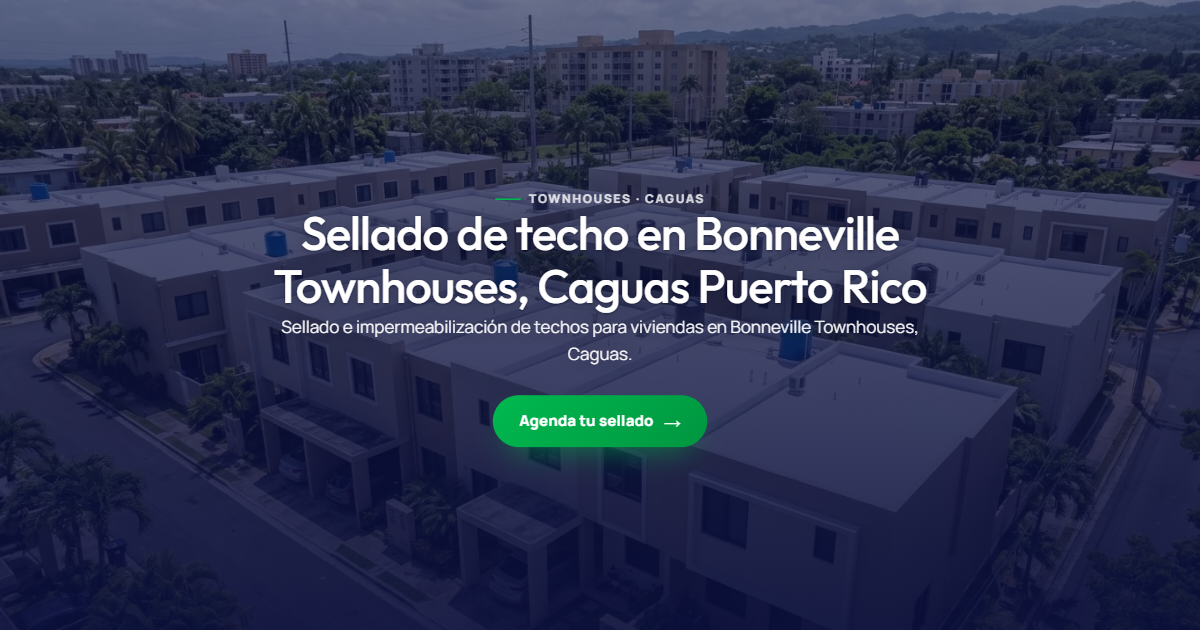 TOWNHOUSES · CAGUAS
Sellado de techo en Bonneville
Townhouses, Caguas Puerto Rico
Sellado e impermeabilización de techos para viviendas en Bonneville Townhouses,
Caguas.
Agenda tu sellado →